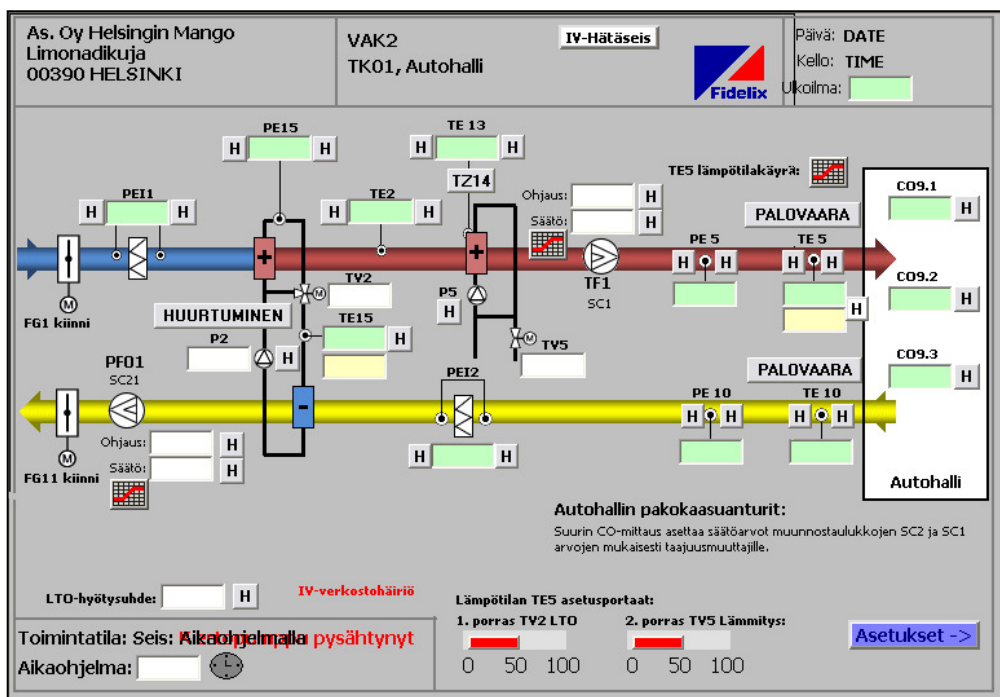 As. Oy Helsingin Mango
Limonadikuja
00390 HELSINKI
VAK2
TK01, Autohalli
IV-Hätäseis
Fidelix
Päivä: DATE
Kello: TIME
Ulkoilma:
PE15
H H
TE 13
H H
TZ14
TE5 lämpötilakäyrä:
PEI1
H H
TE2
H H
Ohjaus: H
Säätö: H
PALOVAARA
CO9.1
H
PE 5
H H
TE 5
H H
H
TF1
SC1
CO9.2
H
M
FG1 kiinni
HUURTUMINEN
TV2
M
P5
H
TE15
H
P2
H
M
TV5
PF01
SC21
PEI2
H H
PALOVAARA
CO9.3
H
PE 10
H H
TE 10
H H
M
FG11 kiinni
Ohjaus: H
Säätö: H
Autohalli
Autohallin pakokaasuanturit:
Suurin CO-mittaus asettaa säätöarvot muunnostaulukkojen SC2 ja SC1
arvojen mukaisesti taajuusmuuttajille.
LTO-hyötysuhde: H
IV-verkostohäiriö
Lämpötilan TE5 asetusportaat:
1. porras TV2 LTO
0 50 100
2. porras TV5 Lämmitys:
0 50 100
Toimintatila: Seis: Aikaohjelmalla
pysähtynyt
Aikaohjelma:
Asetukset ->